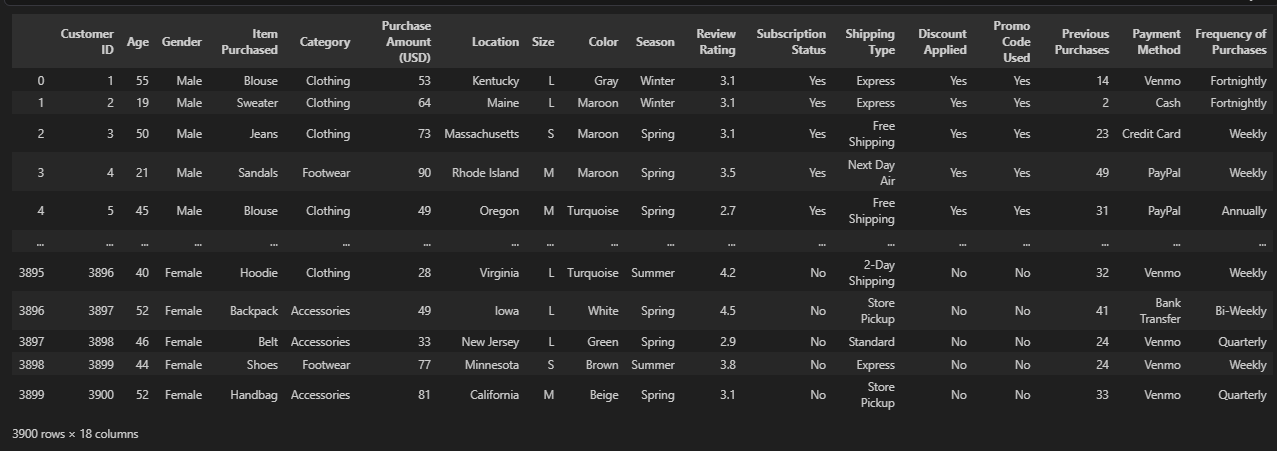 Customer ID Age Gender Item Purchased Category Purchase Amount (USD) Location Size Color Season Review Rating Subscription Status Shipping Type Discount Applied Promo Code Used Previous Purchases Payment Method Frequency of Purchases
0 1 55 Male Blouse Clothing 53 Kentucky L Gray Winter 3.1 Yes Express Yes Yes 14 Venmo Fortnightly
1 2 19 Male Sweater Clothing 64 Maine L Maroon Winter 3.1 Yes Express Yes Yes 2 Cash Fortnightly
2 3 50 Male Jeans Clothing 73 Massachusetts S Maroon Spring 3.1 Yes Free Shipping Yes Yes 23 Credit Card Weekly
3 4 21 Male Sandals Footwear 90 Rhode Island M Maroon Spring 3.5 Yes Next Day Air Yes Yes 49 PayPal Weekly
4 5 45 Male Blouse Clothing 49 Oregon M Turquoise Spring 2.7 Yes Free Shipping Yes Yes 31 PayPal Annually
... ... ... ... ... ... ... ... ... ... ... ... ... ... ... ... ... ... ...
3895 3896 40 Female Hoodie Clothing 28 Virginia L Turquoise Summer 4.2 No 2-Day Shipping No No 32 Venmo Weekly
3896 3897 52 Female Backpack Accessories 49 Iowa L White Spring 4.5 No Store Pickup No No 41 Bank Transfer Bi-Weekly
3897 3898 46 Female Belt Accessories 33 New Jersey L Green Spring 2.9 No Standard No No 24 Venmo Quarterly
3898 3899 44 Female Shoes Footwear 77 Minnesota S Brown Summer 3.8 No Express No No 24 Venmo Weekly
3899 3900 52 Female Handbag Accessories 81 California M Beige Spring 3.1 No Store Pickup No No 33 Venmo Quarterly
3900 rows × 18 columns